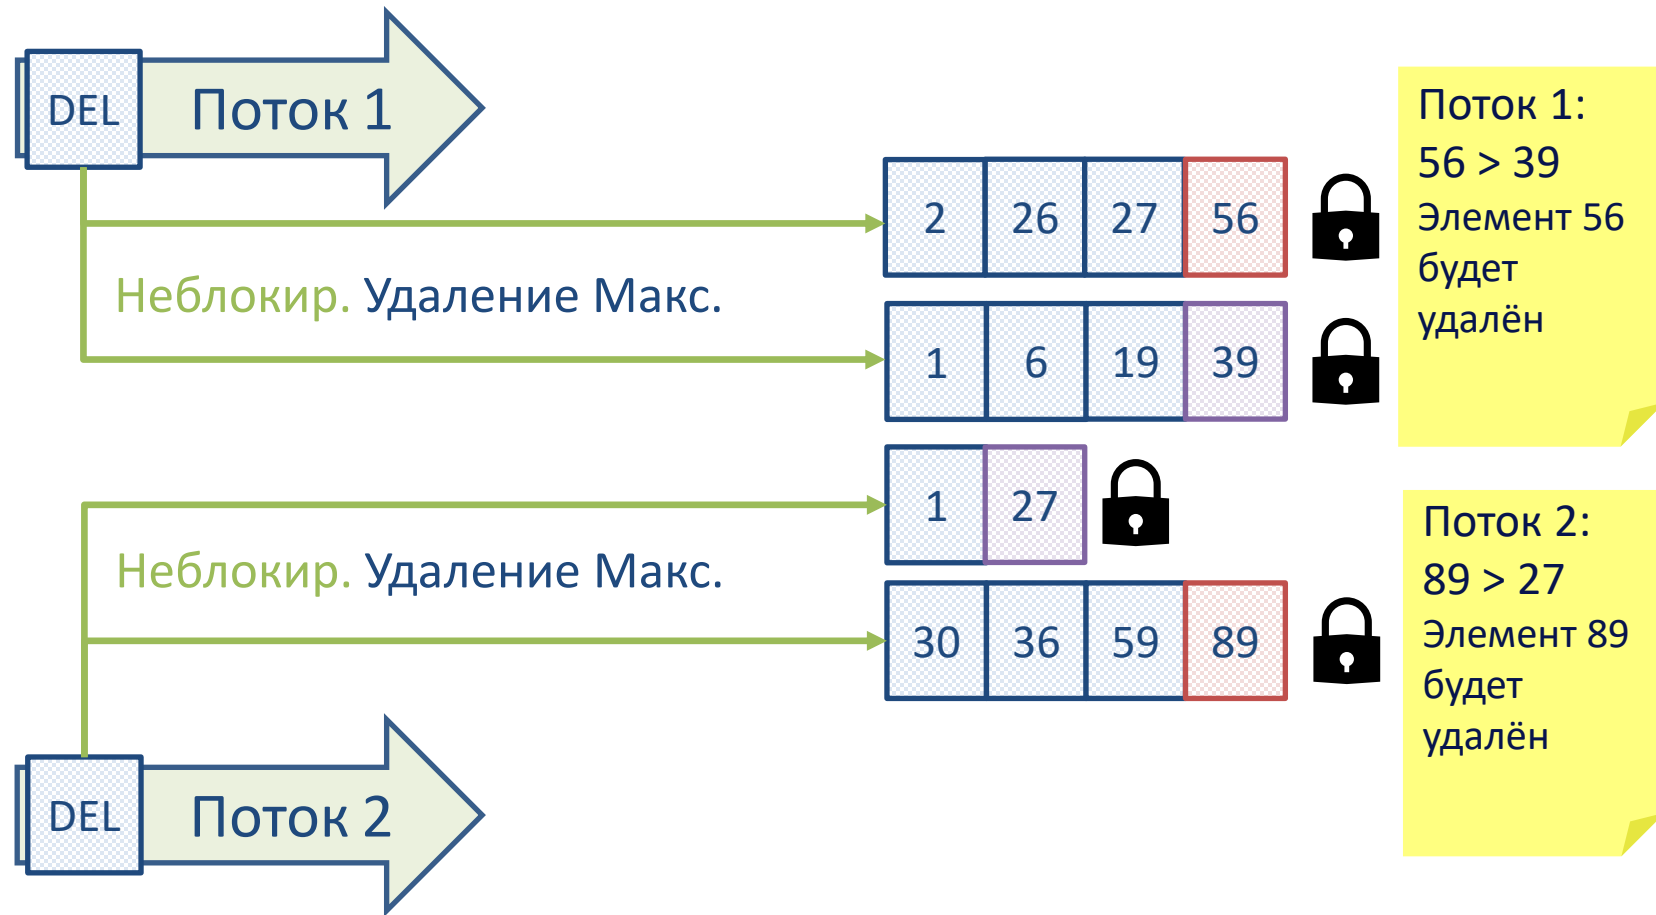 DEL
Поток 1
2 26 27 56
Неблокир. Удаление Макс.
1 6 19 39
Поток 1:
56 > 39
Элемент 56
будет
удалён
1 27
Неблокир. Удаление Макс.
30 36 59 89
Поток 2:
89 > 27
Элемент 89
будет
удалён
DEL
Поток 2